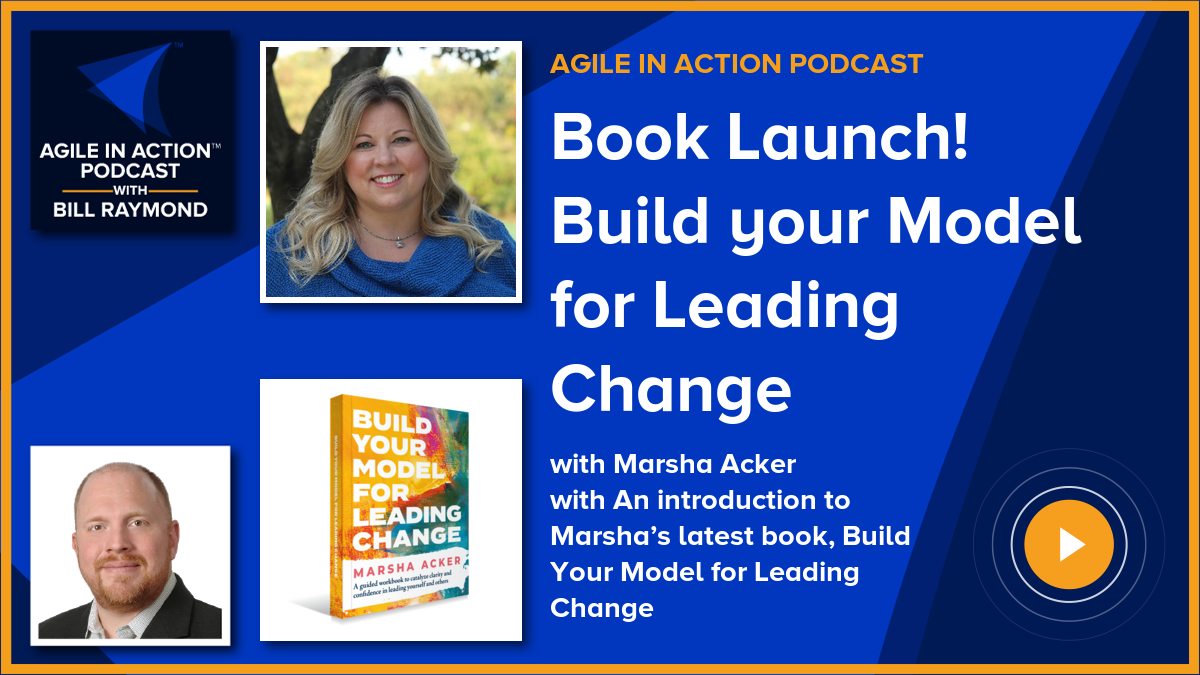 AGILE IN ACTION™
PODCAST
WITH
BILL RAYMOND
AGILE IN ACTION PODCAST
Book Launch!
Build your Model
for Leading
Change
with Marsha Acker
with An introduction to
Marsha's latest book, Build
Your Model for Leading
Change
BUILD
YOUR
MODEL
FOR
LEADING
CHANGE
MARSHA ACKER
A guided workbook to catalyze clarity and
confidence in leading yourself and others